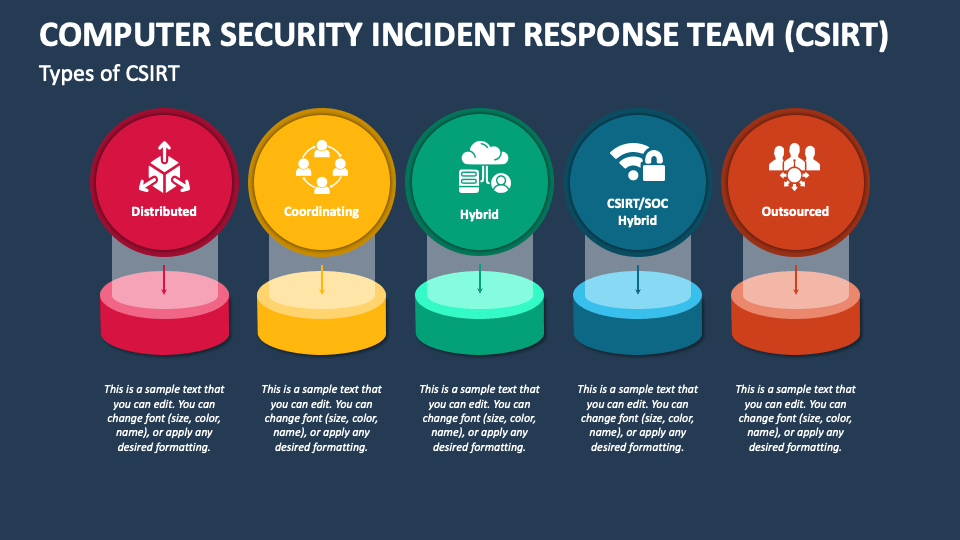 COMPUTER SECURITY INCIDENT RESPONSE TEAM (CSIRT)
Types of CSIRT
Distributed
Coordinating
Hybrid
CSIRT/SOC
Hybrid
Outsourced
This is a sample text that
you can edit. You can
change font (size, color,
name), or apply any
desired formatting.
This is a sample text that
you can edit. You can
change font (size, color,
name), or apply any
desired formatting.
This is a sample text that
you can edit. You can
change font (size, color,
name), or apply any
desired formatting.
This is a sample text that
you can edit. You can
change font (size, color,
name), or apply any
desired formatting.
This is a sample text that
you can edit. You can
change font (size, color,
name), or apply any
desired formatting.